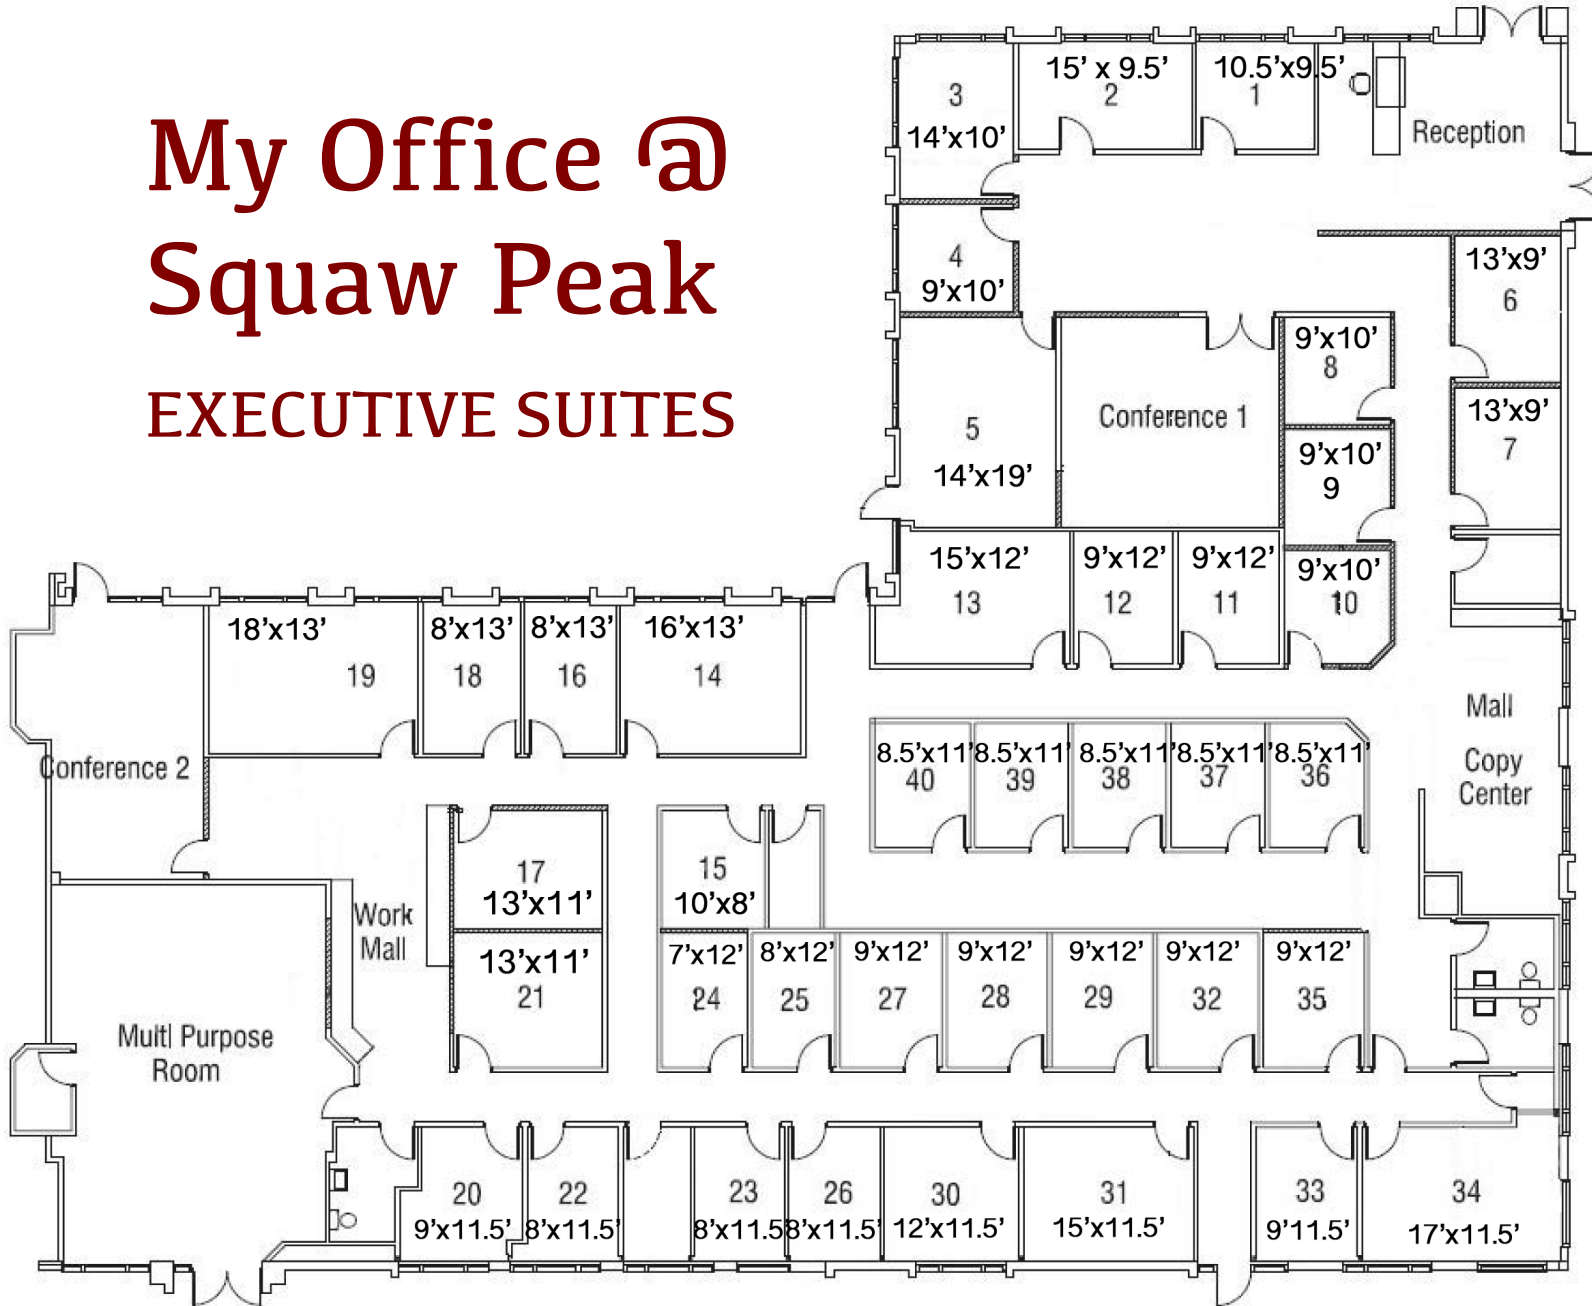 My Office @
Squaw Peak
EXECUTIVE SUITES
3
14'x10'
15' x 9.5'
2
10.5'x9.5'
1
Reception
4
9'x10'
13'x9'
6
5
14'x19'
Conference 1
9'x10'
8
13'x9'
7
9'x10'
9
15'x12'
13
9'x12'
12
9'x12'
11
9'x10'
10
18'x13'
19
8'x13'
18
8'x13'
16
16'x13'
14
Mall
Copy
Center
Conference 2
8.5'x11'
40
8.5'x11'
39
8.5'x11'
38
8.5'x11'
37
8.5'x11'
36
17
13'x11'
15
10'x8'
Work
Mall
13'x11'
21
7'x12'
24
8'x12'
25
9'x12'
27
9'x12'
28
9'x12'
29
9'x12'
32
9'x12'
35
Muitl Purpose
Room
20
9'x11.5'
22
8'x11.5'
23
8'x11.5'
26
8'x11.5'
30
12'x11.5'
31
15'x11.5'
33
9'11.5'
34
17'x11.5'